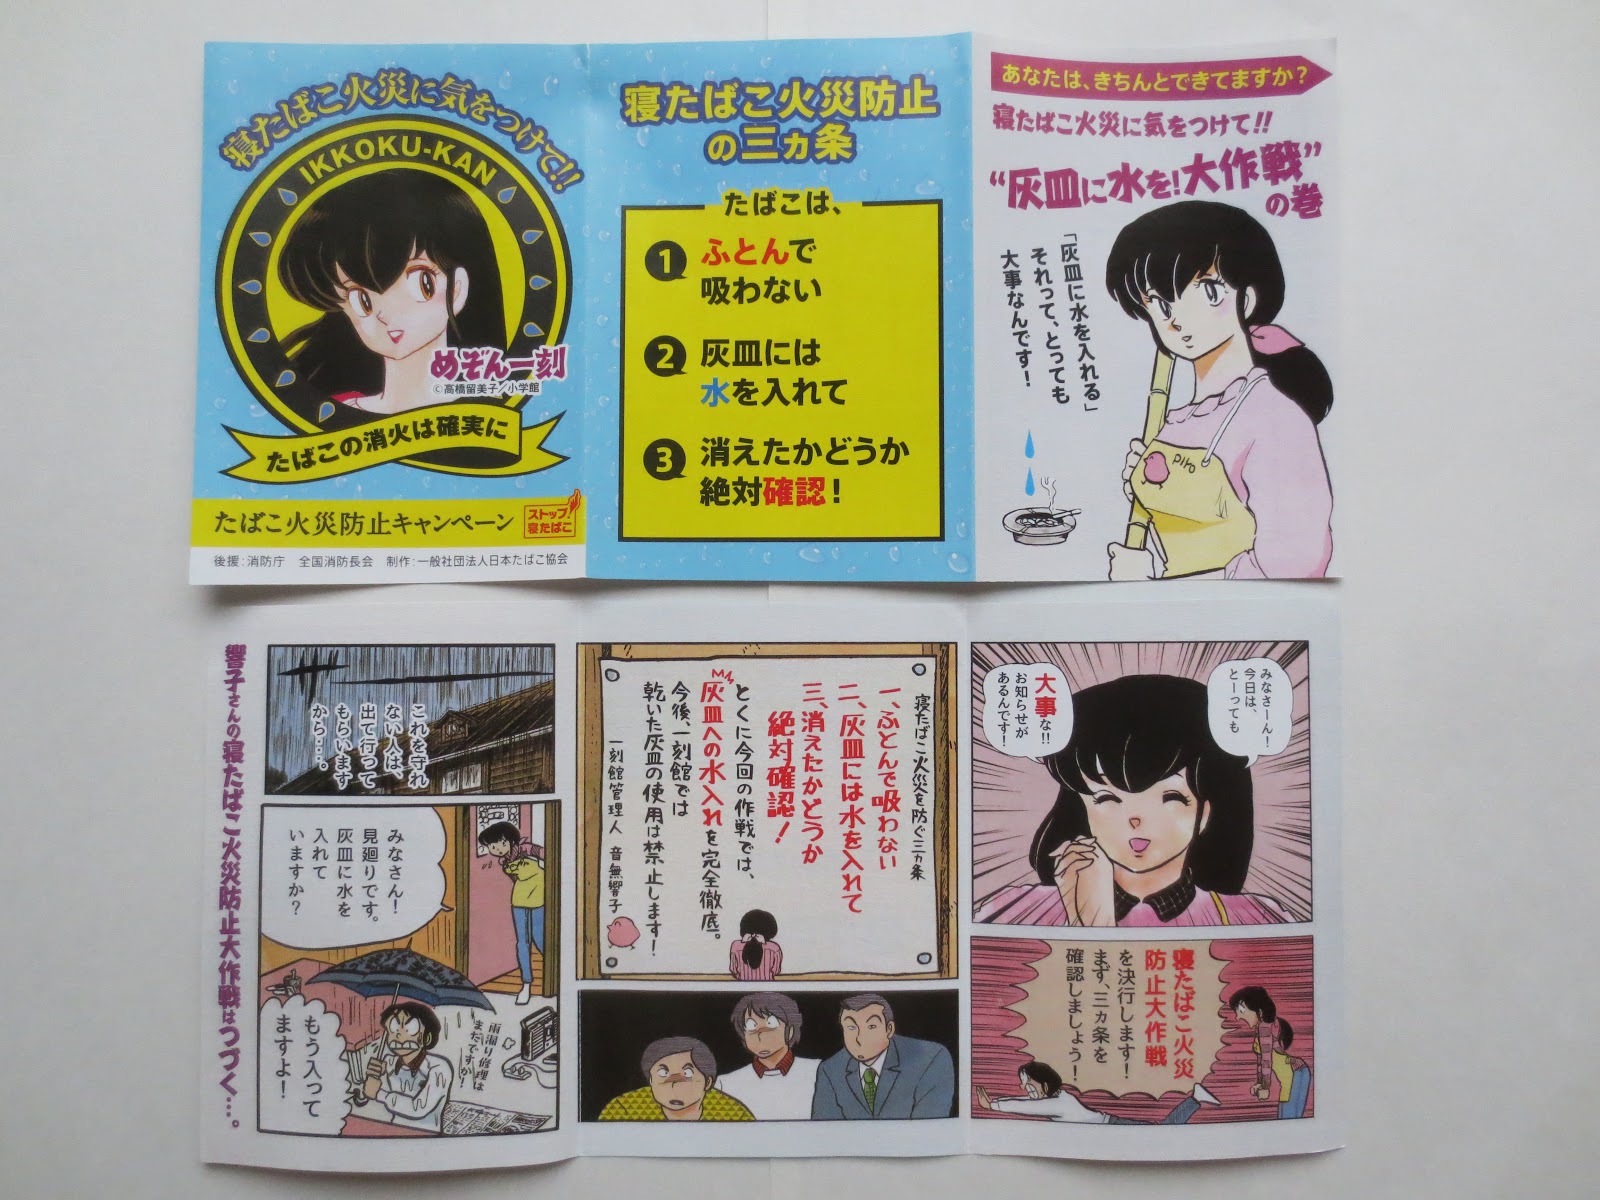 寝たばこ火災に気をつけて!!
IKKOKU-KAN
めぞん一刻
©高橋留美子/小学館
たばこの消火は確実に
たばこ火災防止キャンペーン
ストップ!
寝たばこ
後援:消防庁 全国消防長会 制作:一般社団法人日本たばこ協会
寝たばこ火災防止
の三ヵ条
たばこは、
1 ふとんで
吸わない
2 灰皿には
水を入れて
3 消えたかどうか
絶対確認!
あなたは、きちんとできてますか?
寝たばこ火災に気をつけて!!
“灰皿に水を!大作戦”
の巻
「灰皿に水を入れる」
それって、とっても
大事なんです!
piyo
みなさーん!
今日は、
とーっても
大事な!!
お知らせが
あるんです!
寝たばこ火災
防止大作戦
を決行します!
まず、三ヵ条を
確認しましょう!
寝たばこ火災を防ぐ三ヵ条
一、ふとんで吸わない
二、灰皿には水を入れて
三、消えたかどうか
絶対確認!
とくに今回の作戦では、
灰皿への水入れを完全徹底。
今後、一刻館では
乾いた灰皿の使用は禁止します!
一刻館管理人 音無響子
ザー
これを守れ
ない人は、
出て行って
もらいます
から…。
みなさん!
見廻りです。
灰皿に水を
入れて
いますか?
雨漏り修理は
まだですか!
もう入って
ますよ!
響子さんの寝たばこ火災防止大作戦はつづく…。